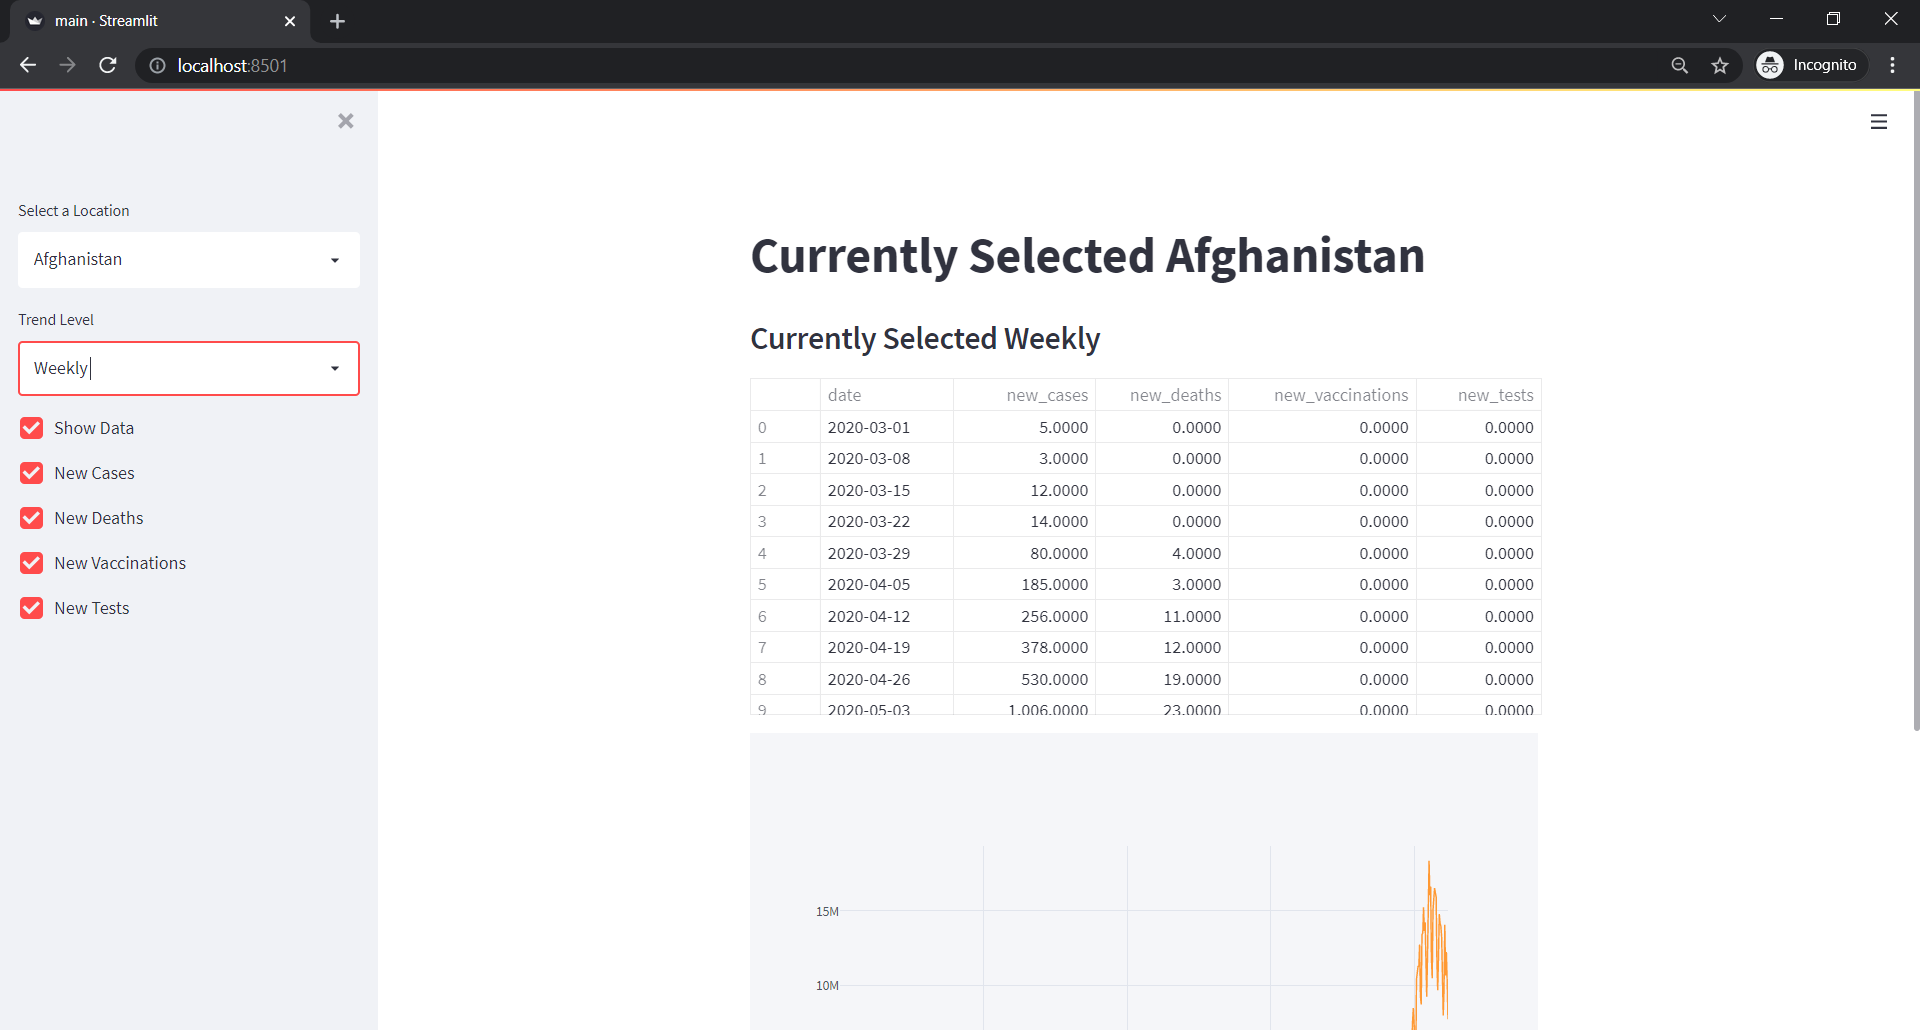 main · Streamlit
localhost:8501
Incognito
Select a Location
Afghanistan
Trend Level
Weekly
Show Data
New Cases
New Deaths
New Vaccinations
New Tests
Currently Selected Afghanistan
Currently Selected Weekly
date new_cases new_deaths new_vaccinations new_tests
0 2020-03-01 5.0000 0.0000 0.0000 0.0000
1 2020-03-08 3.0000 0.0000 0.0000 0.0000
2 2020-03-15 12.0000 0.0000 0.0000 0.0000
3 2020-03-22 14.0000 0.0000 0.0000 0.0000
4 2020-03-29 80.0000 4.0000 0.0000 0.0000
5 2020-04-05 185.0000 3.0000 0.0000 0.0000
6 2020-04-12 256.0000 11.0000 0.0000 0.0000
7 2020-04-19 378.0000 12.0000 0.0000 0.0000
8 2020-04-26 530.0000 19.0000 0.0000 0.0000
9 2020-05-03 1,006.0000 23.0000 0.0000 0.0000
15M
10M